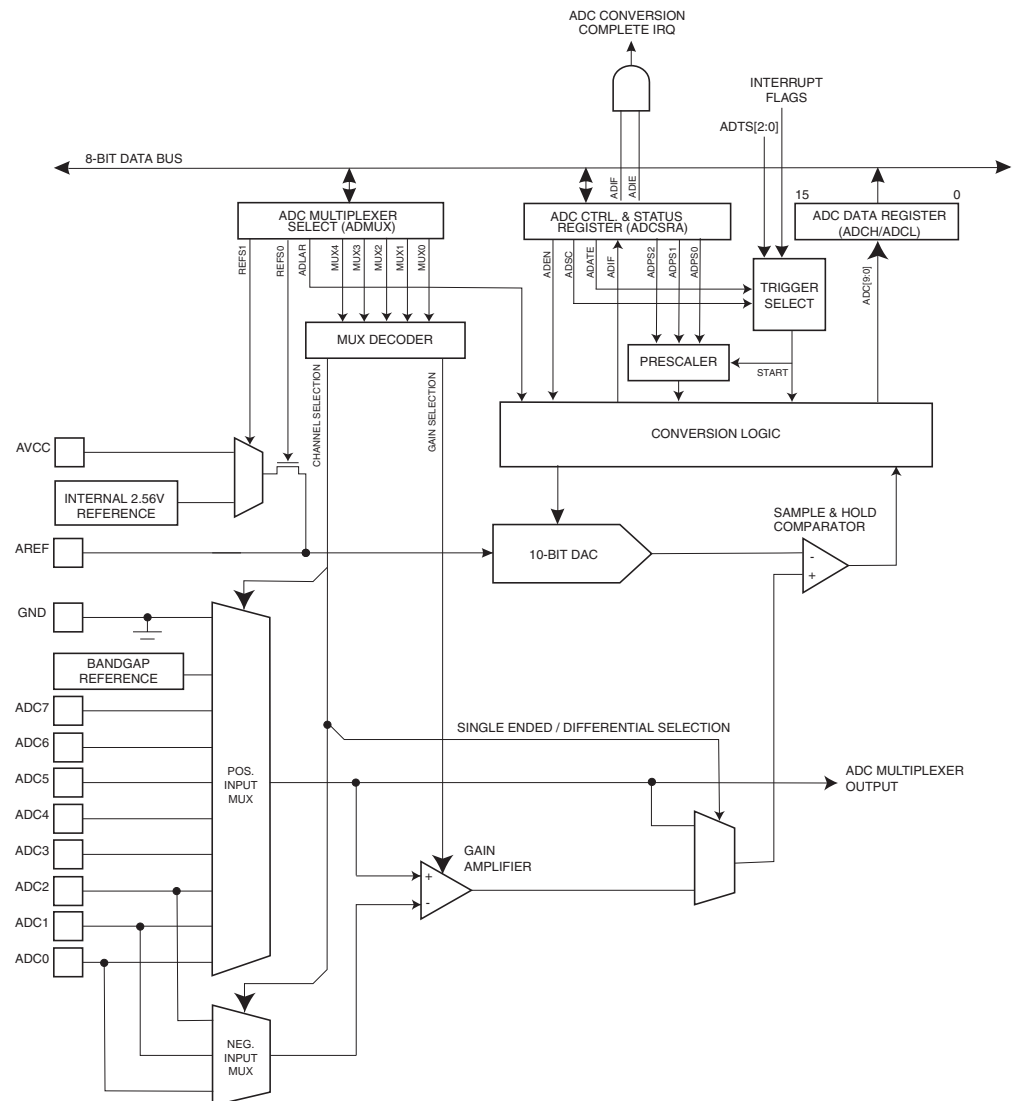 ADC CONVERSION
COMPLETE IRQ
INTERRUPT
FLAGS
ADTS[2:0]
8-BIT DATA BUS
ADIF
ADIE
15
0
ADC MULTIPLEXER
SELECT (ADMUX)
ADC CTRL. & STATUS
REGISTER (ADCSRA)
ADC DATA REGISTER
(ADCH/ADCL)
REFS1
REFS0
ADLAR
MUX4
MUX3
MUX2
MUX1
MUX0
ADEN
ADSC
ADATE
ADIF
ADPS2
ADPS1
ADPS0
ADC[9:0]
TRIGGER
SELECT
MUX DECODER
PRESCALER
START
CHANNEL SELECTION
GAIN SELECTION
CONVERSION LOGIC
AVCC
INTERNAL 2.56V
REFERENCE
SAMPLE & HOLD
COMPARATOR
AREF
10-BIT DAC
-
+
GND
BANDGAP
REFERENCE
ADC7
SINGLE ENDED / DIFFERENTIAL SELECTION
ADC6
ADC5
POS.
INPUT
MUX
ADC MULTIPLEXER
OUTPUT
ADC4
ADC3
GAIN
AMPLIFIER
+
-
ADC2
ADC1
ADC0
NEG.
INPUT
MUX